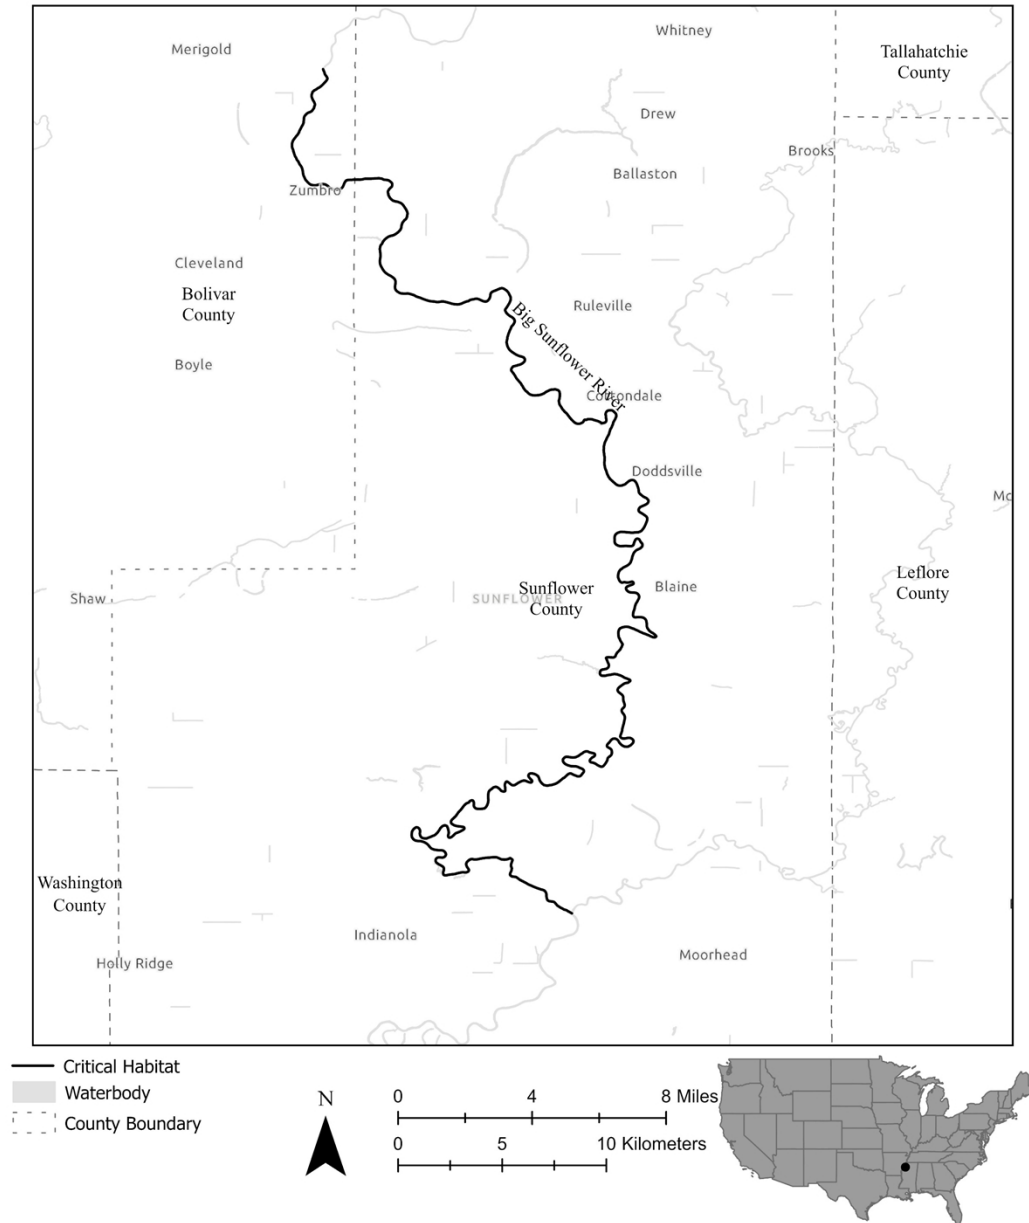 Merigold
Whitney
Tallahatchie
County
Drew
Brooks
Ballaston
Zumbro
Cleveland
Bolivar
County
Ruleville
Big Sunflower River
Boyle
Cottondale
Doddsville
Mc
Shaw
SUNFLOWER
Sunflower
County
Blaine
Leflore
County
Washington
County
Indianola
Holly Ridge
Moorhead
Critical Habitat
Waterbody
County Boundary
N
0 4 8 Miles
0 5 10 Kilometers